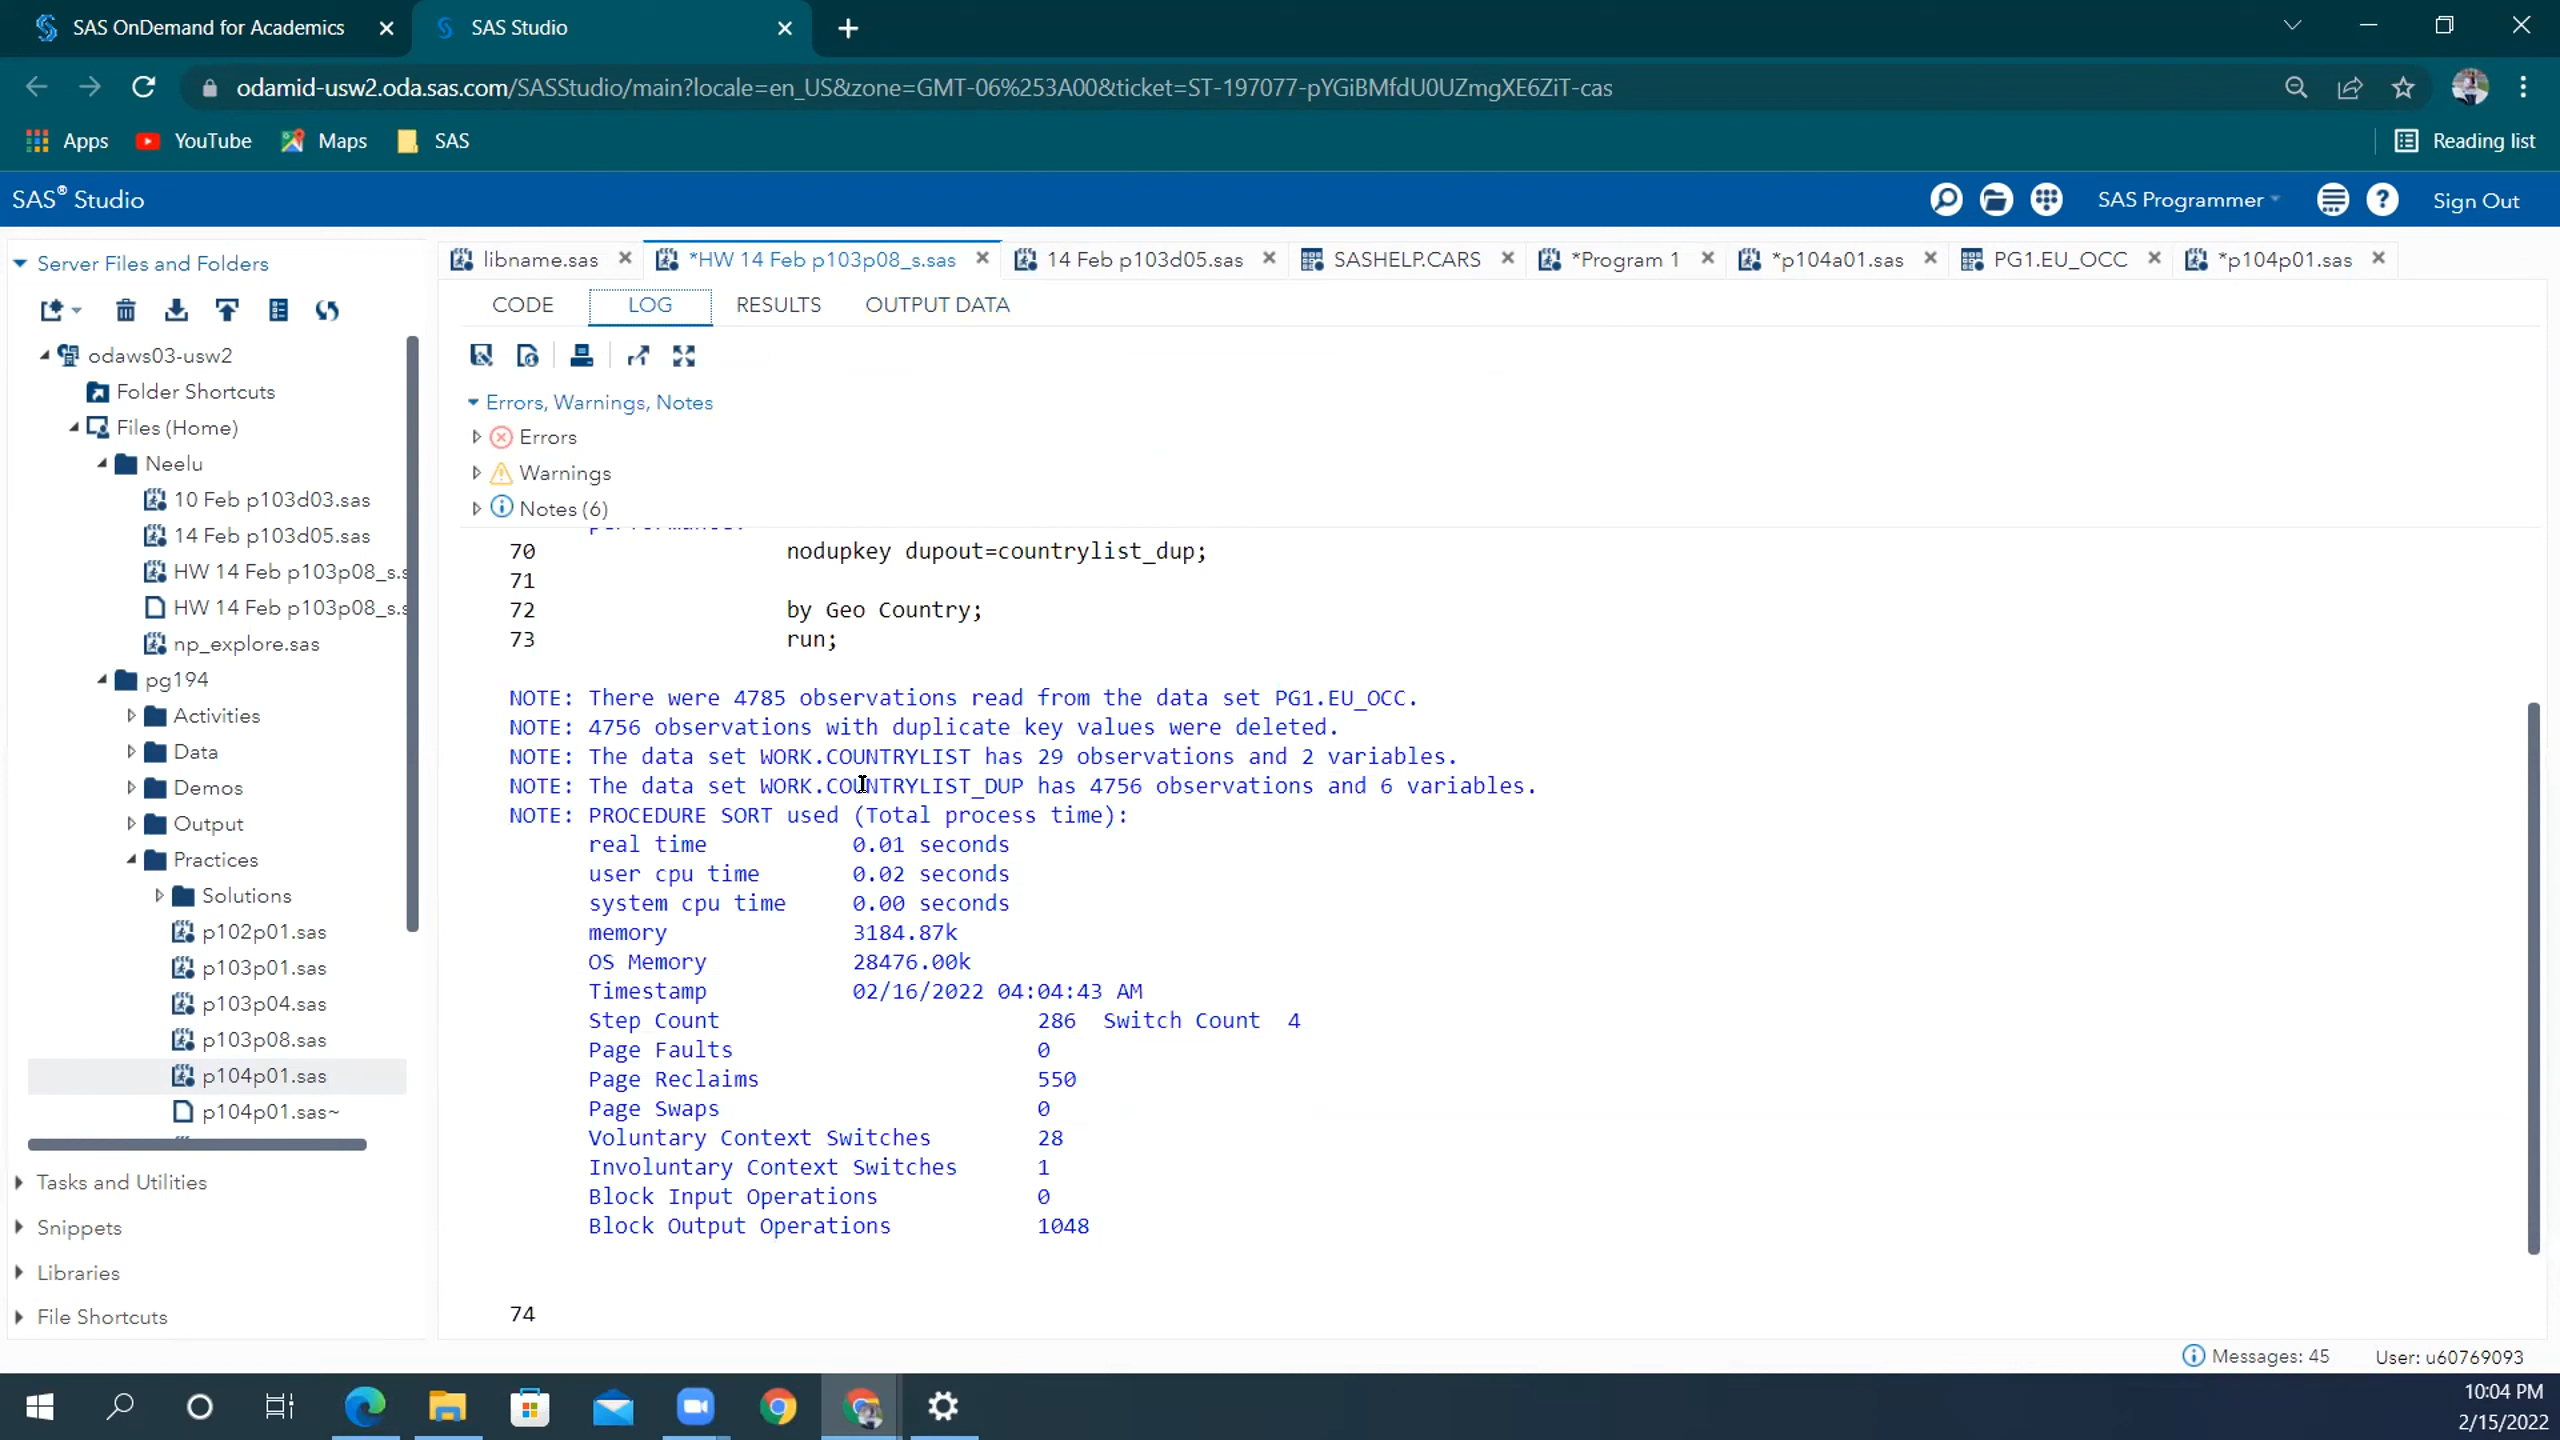 SAS OnDemand for Academics
SAS Studio
odamid-usw2.oda.sas.com/SASStudio/main?locale=en_US&zone=GMT-06%253A00&ticket=ST-197077-pYGiBMfdU0UZmgXE6ZiT-cas
Apps YouTube Maps SAS Reading list
SAS® Studio
SAS Programmer
Sign Out
Server Files and Folders
odaws03-usw2
Folder Shortcuts
Files (Home)
Neelu
10 Feb p103d03.sas
14 Feb p103d05.sas
HW 14 Feb p103p08_s.s
HW 14 Feb p103p08_s.s
np_explore.sas
pg194
Activities
Data
Demos
Output
Practices
Solutions
p102p01.sas
p103p01.sas
p103p04.sas
p103p08.sas
p104p01.sas
p104p01.sas~
Tasks and Utilities
Snippets
Libraries
File Shortcuts
libname.sas *HW 14 Feb p103p08_s.sas 14 Feb p103d05.sas SASHELP.CARS *Program 1 *p104a01.sas PG1.EU_OCC *p104p01.sas
CODE LOG RESULTS OUTPUT DATA
Errors, Warnings, Notes
Errors
Warnings
Notes (6)
70 nodupkey dupout=countrylist_dup;
71
72 by Geo Country;
73 run;
NOTE: There were 4785 observations read from the data set PG1.EU_OCC.
NOTE: 4756 observations with duplicate key values were deleted.
NOTE: The data set WORK.COUNTRYLIST has 29 observations and 2 variables.
NOTE: The data set WORK.COUNTRYLIST_DUP has 4756 observations and 6 variables.
NOTE: PROCEDURE SORT used (Total process time):
real time 0.01 seconds
user cpu time 0.02 seconds
system cpu time 0.00 seconds
memory 3184.87k
OS Memory 28476.00k
Timestamp 02/16/2022 04:04:43 AM
Step Count 286 Switch Count 4
Page Faults 0
Page Reclaims 550
Page Swaps 0
Voluntary Context Switches 28
Involuntary Context Switches 1
Block Input Operations 0
Block Output Operations 1048
74
Messages: 45 User: u60769093
10:04 PM
2/15/2022